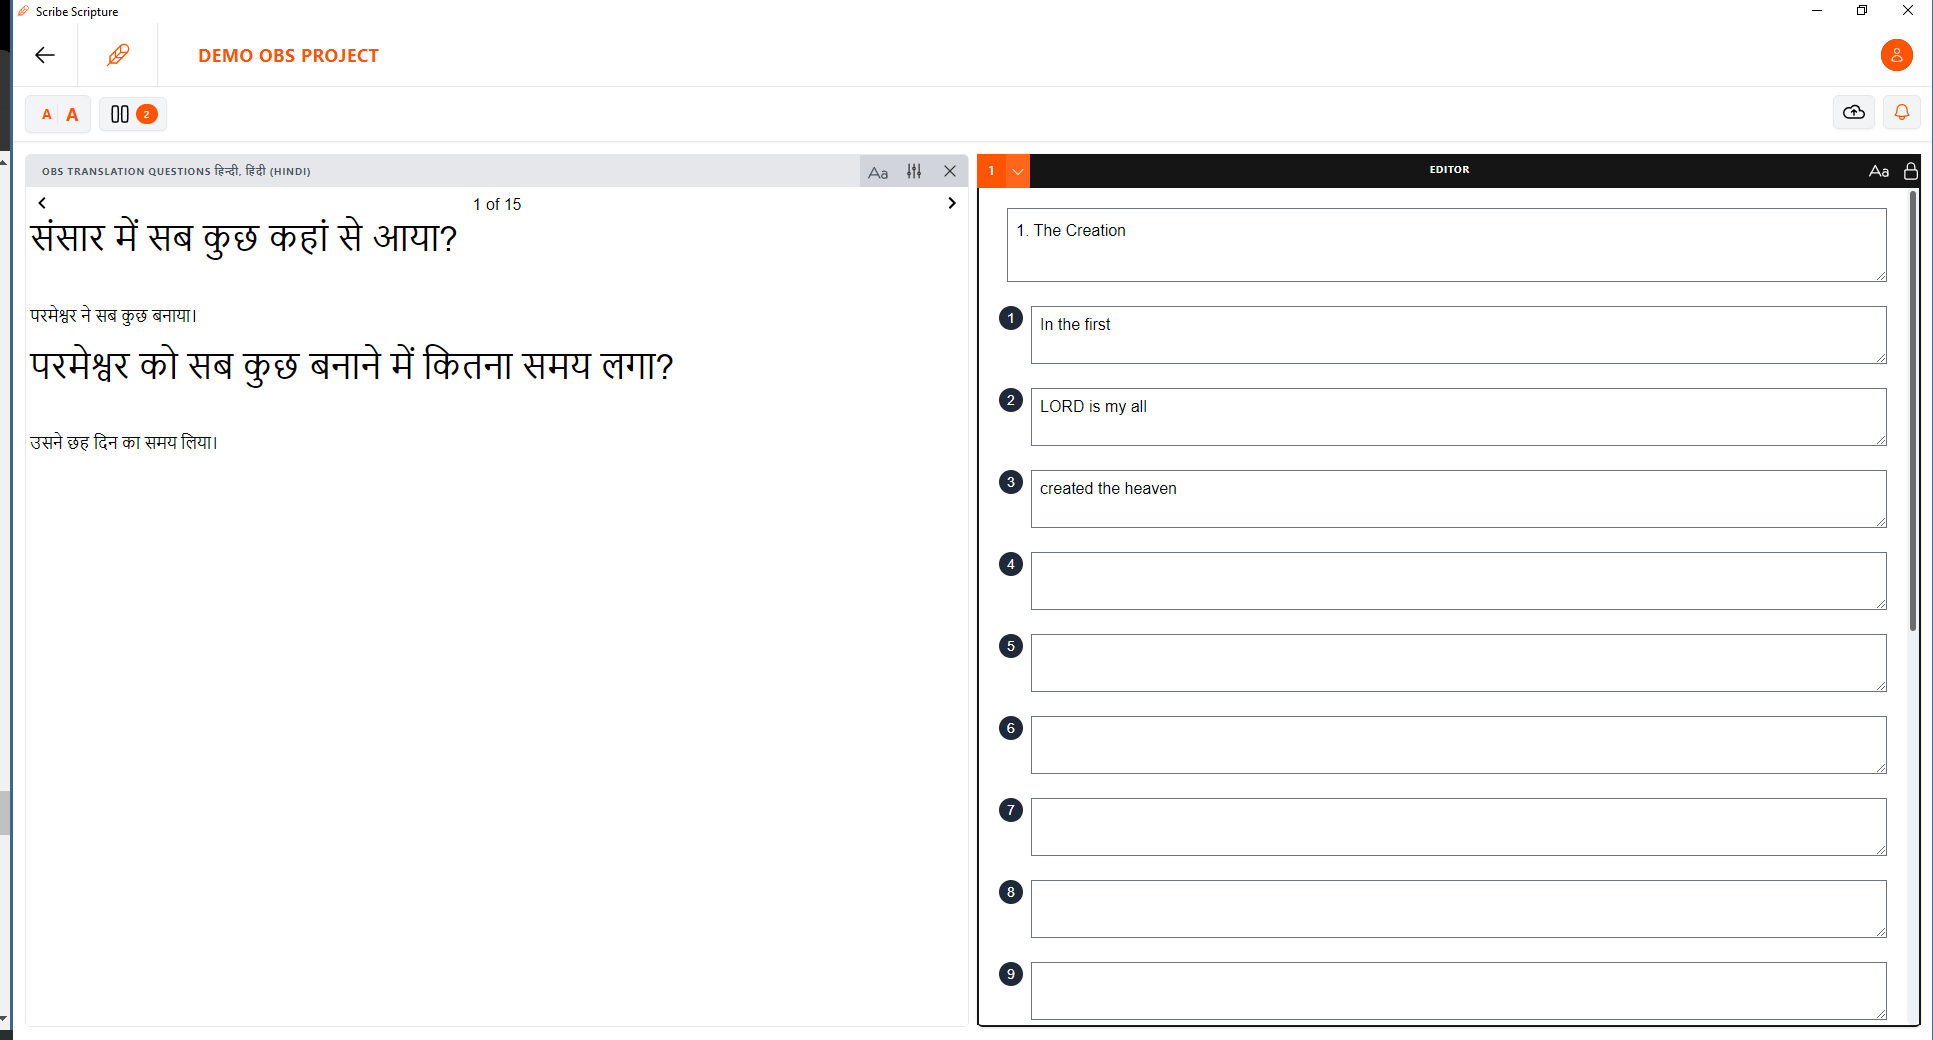 Scribe Scripture
DEMO OBS PROJECT
A A 2
OBS TRANSLATION QUESTIONS हिन्दी, हिंदी (HINDI)
Aa
1 of 15
संसार में सब कुछ कहां से आया?
परमेश्वर ने सब कुछ बनाया।
परमेश्वर को सब कुछ बनाने में कितना समय लगा?
उसने छह दिन का समय लिया।
1 EDITOR Aa
1. The Creation
1 In the first
2 LORD is my all
3 created the heaven
4
5
6
7
8
9